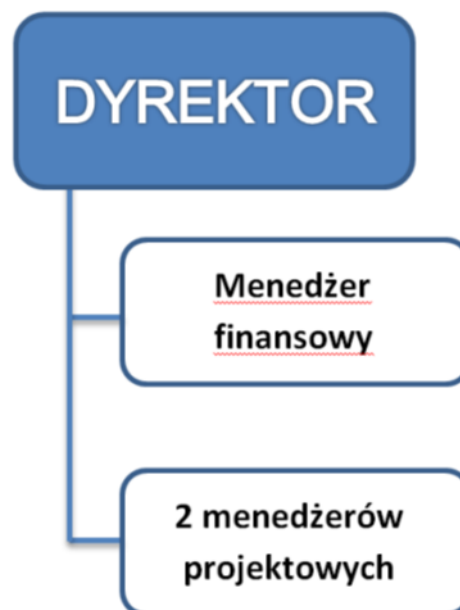 DYREKTOR
Menedżer
finansowy
2 menedżerów
projektowych